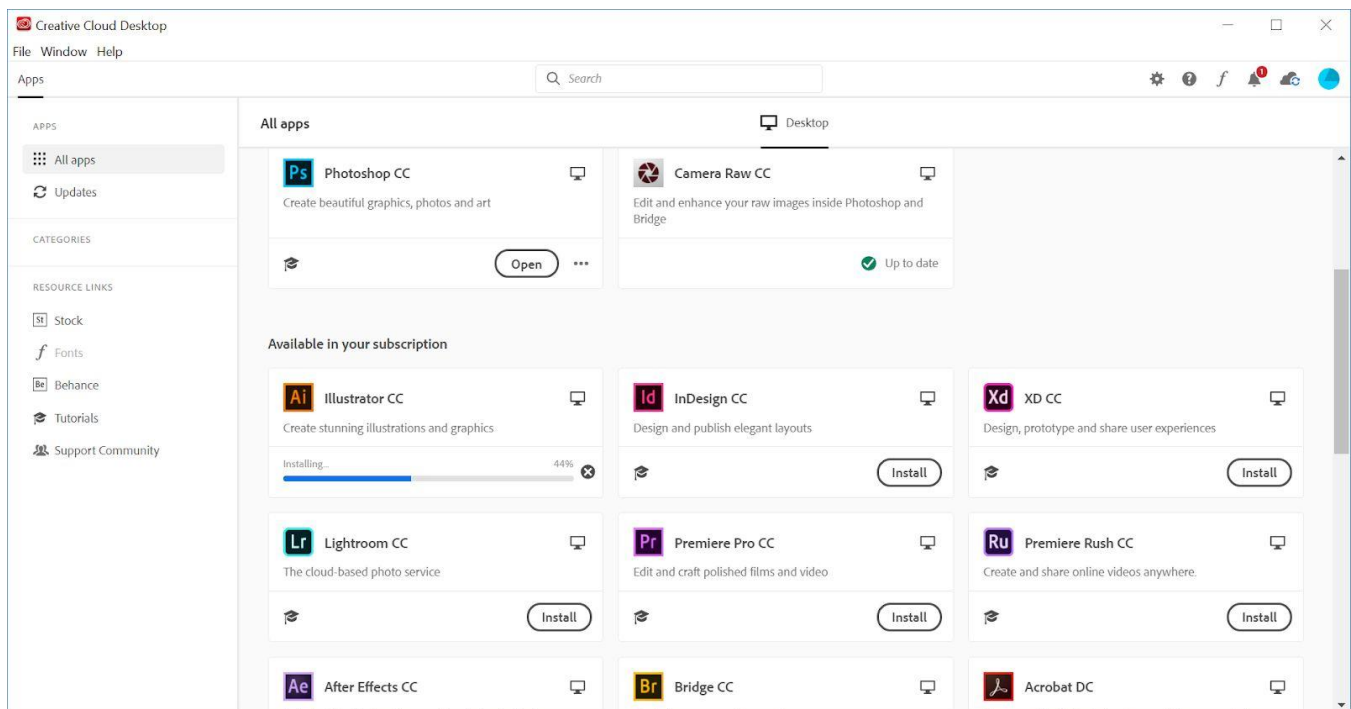 Creative Cloud Desktop
File Window Help
Apps
Search
1
APPS
All apps
Updates
CATEGORIES
RESOURCE LINKS
St Stock
f Fonts
Be Behance
Tutorials
Support Community
All apps
Desktop
Ps Photoshop CC
Create beautiful graphics, photos and art
Open
Camera Raw CC
Edit and enhance your raw images inside Photoshop and
Bridge
Up to date
Available in your subscription
Ai Illustrator CC
Create stunning illustrations and graphics
Installing... 44%
Id InDesign CC
Design and publish elegant layouts
Install
Xd XD CC
Design, prototype and share user experiences
Install
Lr Lightroom CC
The cloud-based photo service
Install
Pr Premiere Pro CC
Edit and craft polished films and video
Install
Ru Premiere Rush CC
Create and share online videos anywhere.
Install
Ae After Effects CC
Br Bridge CC
Acrobat DC